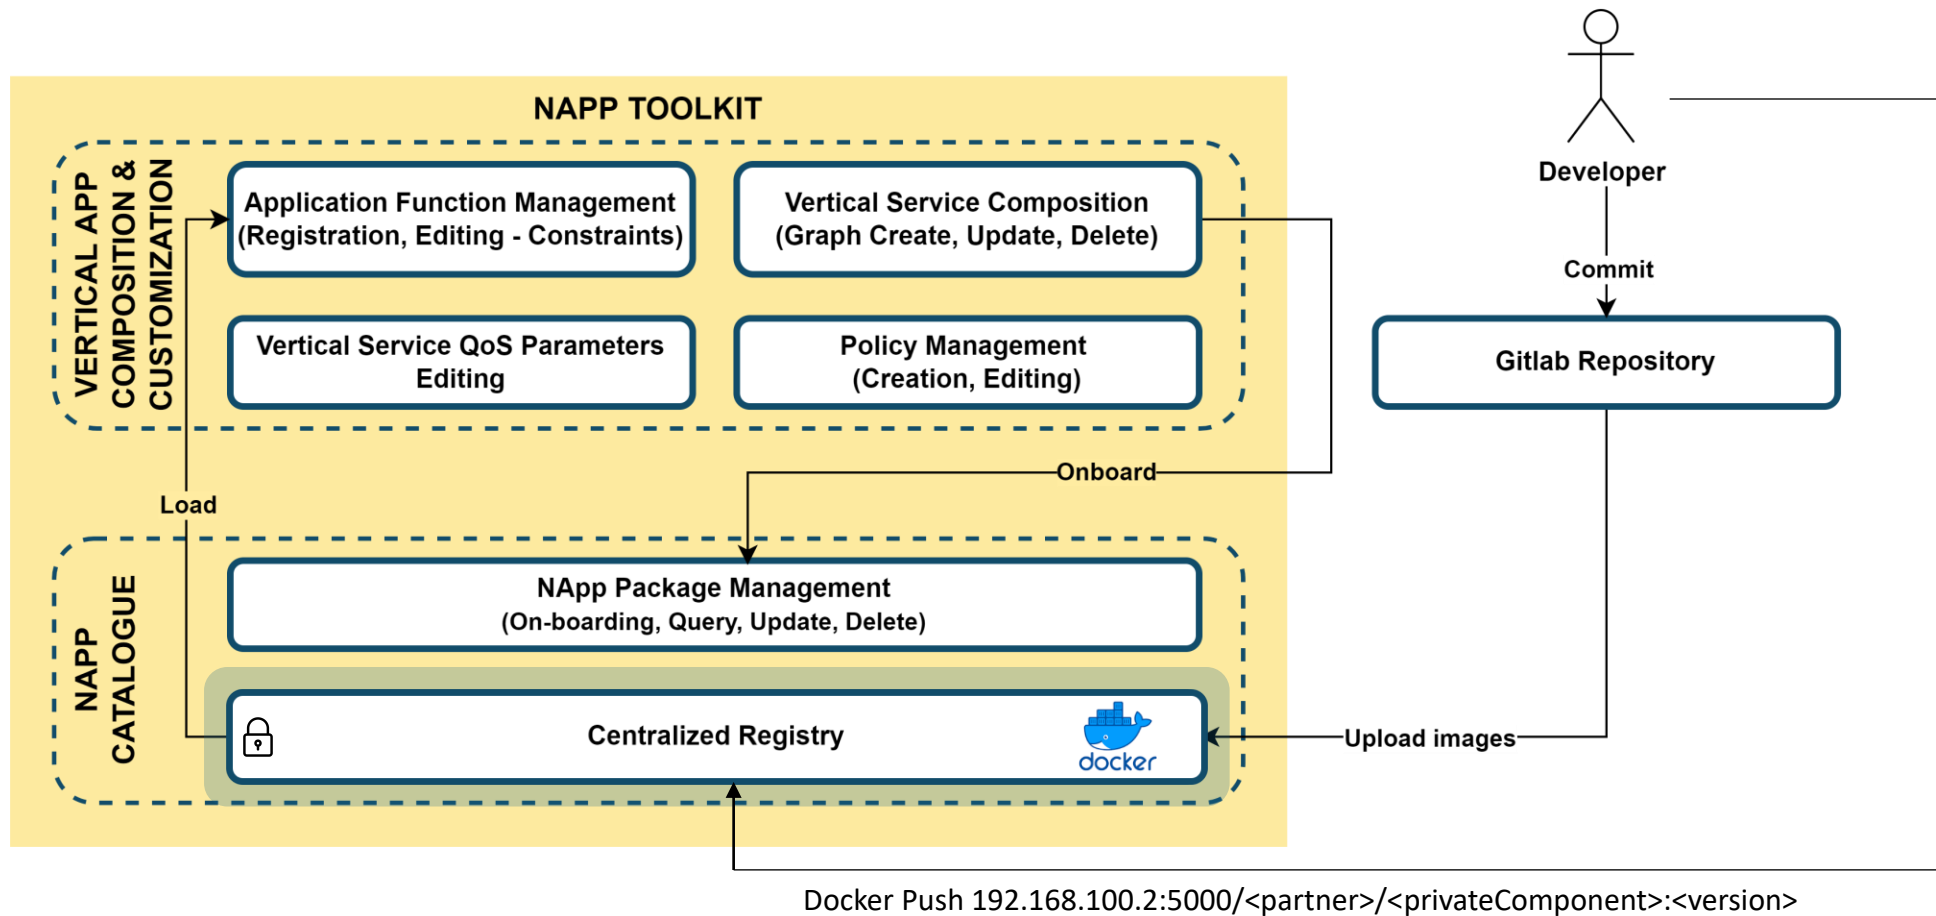 NAPP TOOLKIT
VERTICAL APP
COMPOSITION &
CUSTOMIZATION
Application Function Management
(Registration, Editing - Constraints)
Vertical Service Composition
(Graph Create, Update, Delete)
Vertical Service QoS Parameters
Editing
Policy Management
(Creation, Editing)
Developer
Commit
Gitlab Repository
Onboard
Load
NAPP
CATALOGUE
NApp Package Management
(On-boarding, Query, Update, Delete)
Centralized Registry
docker
Upload images
Docker Push 192.168.100.2:5000/<partner>/<privateComponent>:<version>